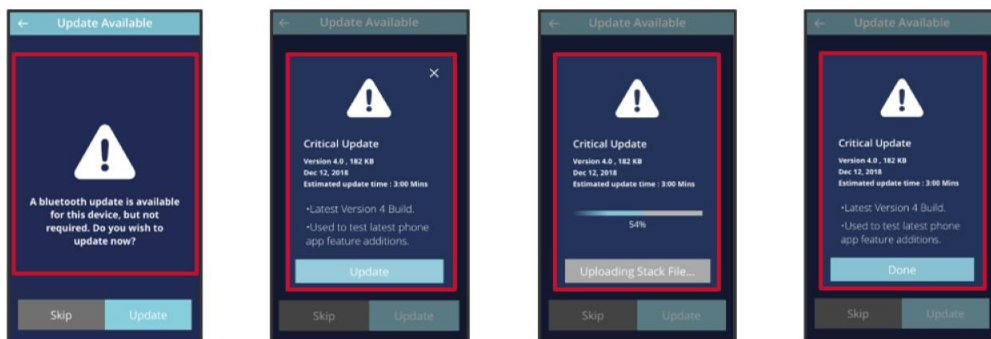 ← Update Available
A bluetooth update is available
for this device, but not
required. Do you wish to
update now?
Skip
Update
← Update Available
×
Critical Update
Version 4.0 , 182 KB
Dec 12, 2018
Estimated update time : 3:00 Mins
•Latest Version 4 Build.
•Used to test latest phone
app feature additions.
Update
Skip
Update
← Update Available
Critical Update
Version 4.0 , 182 KB
Dec 12, 2018
Estimated update time : 3:00 Mins
54%
Uploading Stack File...
Skip
Update
← Update Available
Critical Update
Version 4.0 , 182 KB
Dec 12, 2018
Estimated update time : 3:00 Mins
•Latest Version 4 Build.
•Used to test latest phone
app feature additions.
Done
Skip
Update